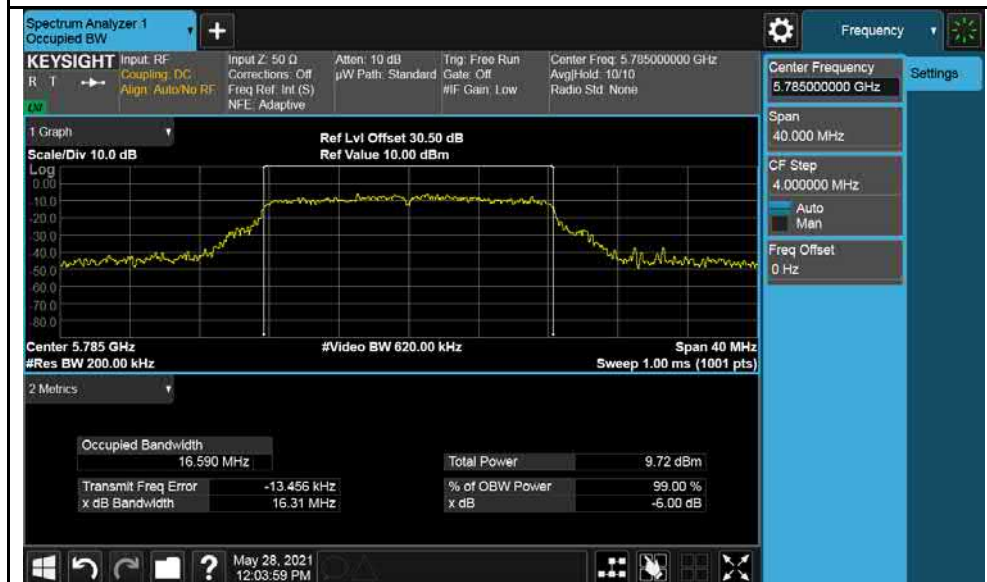 Spectrum Analyzer 1
Occupied BW
+
Frequency
KEYSIGHT
R T
LXI
Input: RF
Coupling: DC
Align: Auto/No RF
Input Z: 50 Ω
Corrections: Off
Freq Ref: Int (S)
NFE: Adaptive
Atten: 10 dB
µW Path: Standard
Trig: Free Run
Gate: Off
#IF Gain: Low
Center Freq: 5.785000000 GHz
Avg|Hold: 10/10
Radio Std: None
Center Frequency
5.785000000 GHz
Settings
Span
40.000 MHz
CF Step
4.000000 MHz
Auto
Man
Freq Offset
0 Hz
1 Graph
Scale/Div 10.0 dB
Ref Lvl Offset 30.50 dB
Ref Value 10.00 dBm
Log
0.00
-10.0
-20.0
-30.0
-40.0
-50.0
-60.0
-70.0
-80.0
Center 5.785 GHz
#Res BW 200.00 kHz
#Video BW 620.00 kHz
Span 40 MHz
Sweep 1.00 ms (1001 pts)
2 Metrics
Occupied Bandwidth
16.590 MHz
Total Power 9.72 dBm
Transmit Freq Error -13.456 kHz
% of OBW Power 99.00 %
x dB Bandwidth 16.31 MHz
x dB -6.00 dB
?
May 28, 2021
12:03:59 PM